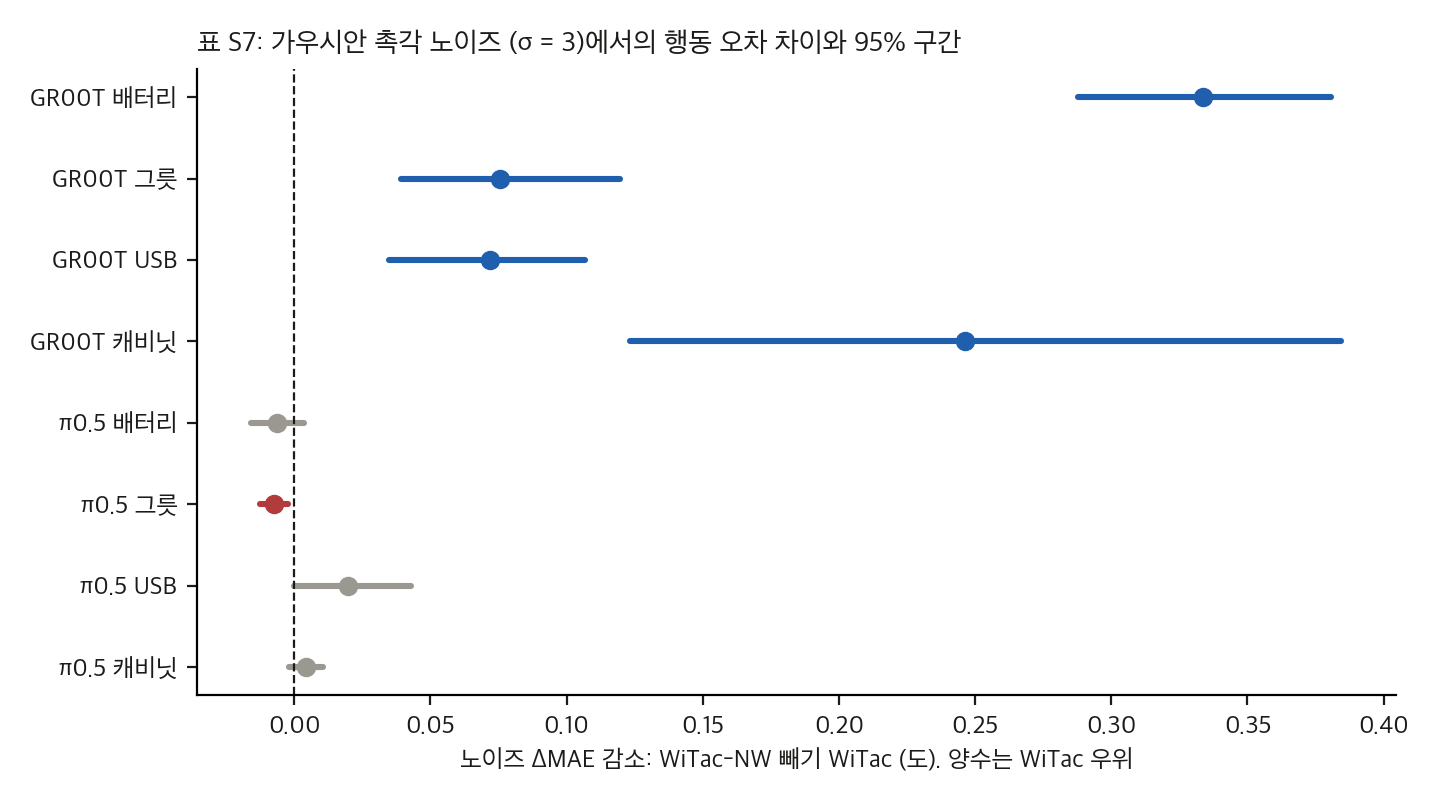 표 S7: 가우시안 촉각 노이즈 (σ = 3)에서의 행동 오차 차이와 95% 구간
GR00T 배터리
GR00T 그릇
GR00T USB
GR00T 캐비닛
π0.5 배터리
π0.5 그릇
π0.5 USB
π0.5 캐비닛
0.00 0.05 0.10 0.15 0.20 0.25 0.30 0.35 0.40
노이즈 ΔMAE 감소: WiTac-NW 빼기 WiTac (도). 양수는 WiTac 우위